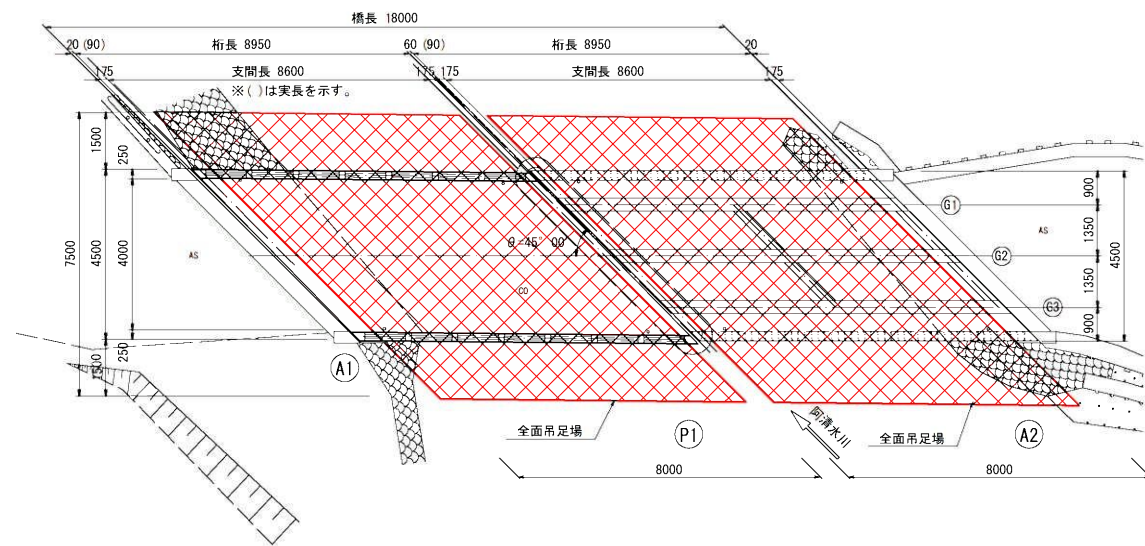 橋長 18000
20 (90)
桁長 8950
60 (90)
桁長 8950
20
175
支間長 8600
175
175
支間長 8600
175
※( )は実長を示す。
1500
250
7500
4500
4000
250
1500
AS
θ=45° 00'
CO
G1
G2
G3
AS
900
1350
1350
900
4500
A1
全面吊足場
P1
阿清水川
全面吊足場
A2
8000
8000